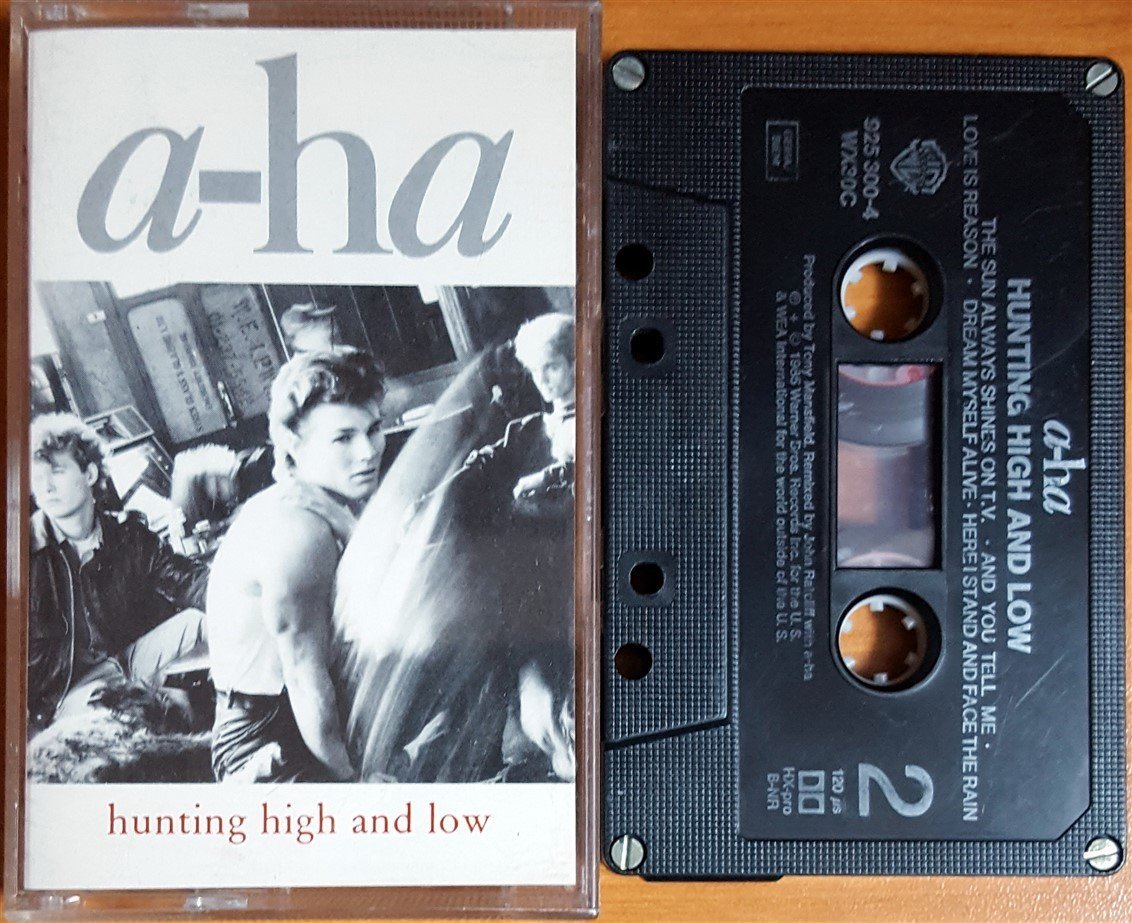 a-ha
hunting high and low
a-ha
HUNTING HIGH AND LOW
THE SUN ALWAYS SHINES ON T.V. · AND YOU TELL ME ·
LOVE IS REASON · DREAM MYSELF ALIVE · HERE I STAND AND FACE THE RAIN
925 300-4
WX30C
2
Produced by Tony Mansfield, Remixed by John Ratcliff with a-ha
℗ + © 1985 Warner Bros. Records Inc. for the U.S.
& WEA International for the world outside of the U.S.
120 µs
HX-pro
B-NR